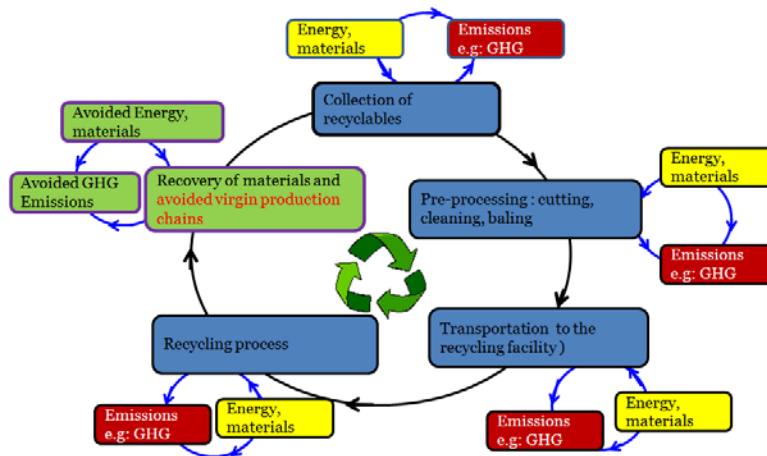 Energy,
materials
Emissions
e.g: GHG
Collection of
recyclables
Avoided Energy,
materials
Avoided GHG
Emissions
Recovery of materials and
avoided virgin production
chains
Energy,
materials
Pre-processing : cutting,
cleaning, baling
Emissions
e.g: GHG
Recycling process
Transportation to the
recycling facility )
Emissions
e.g: GHG
Energy,
materials
Emissions
e.g: GHG
Energy,
materials